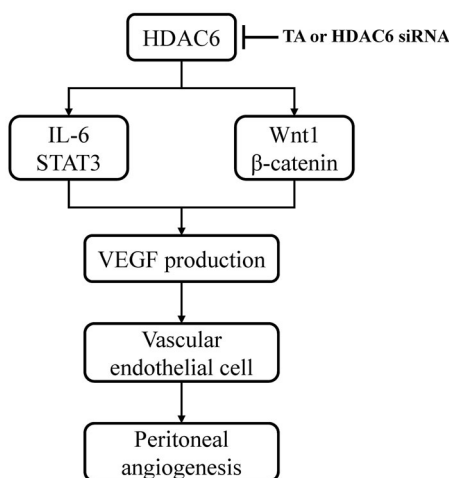 HDAC6
TA or HDAC6 siRNA
IL-6
STAT3
Wnt1
β-catenin
VEGF production
Vascular
endothelial cell
Peritoneal
angiogenesis